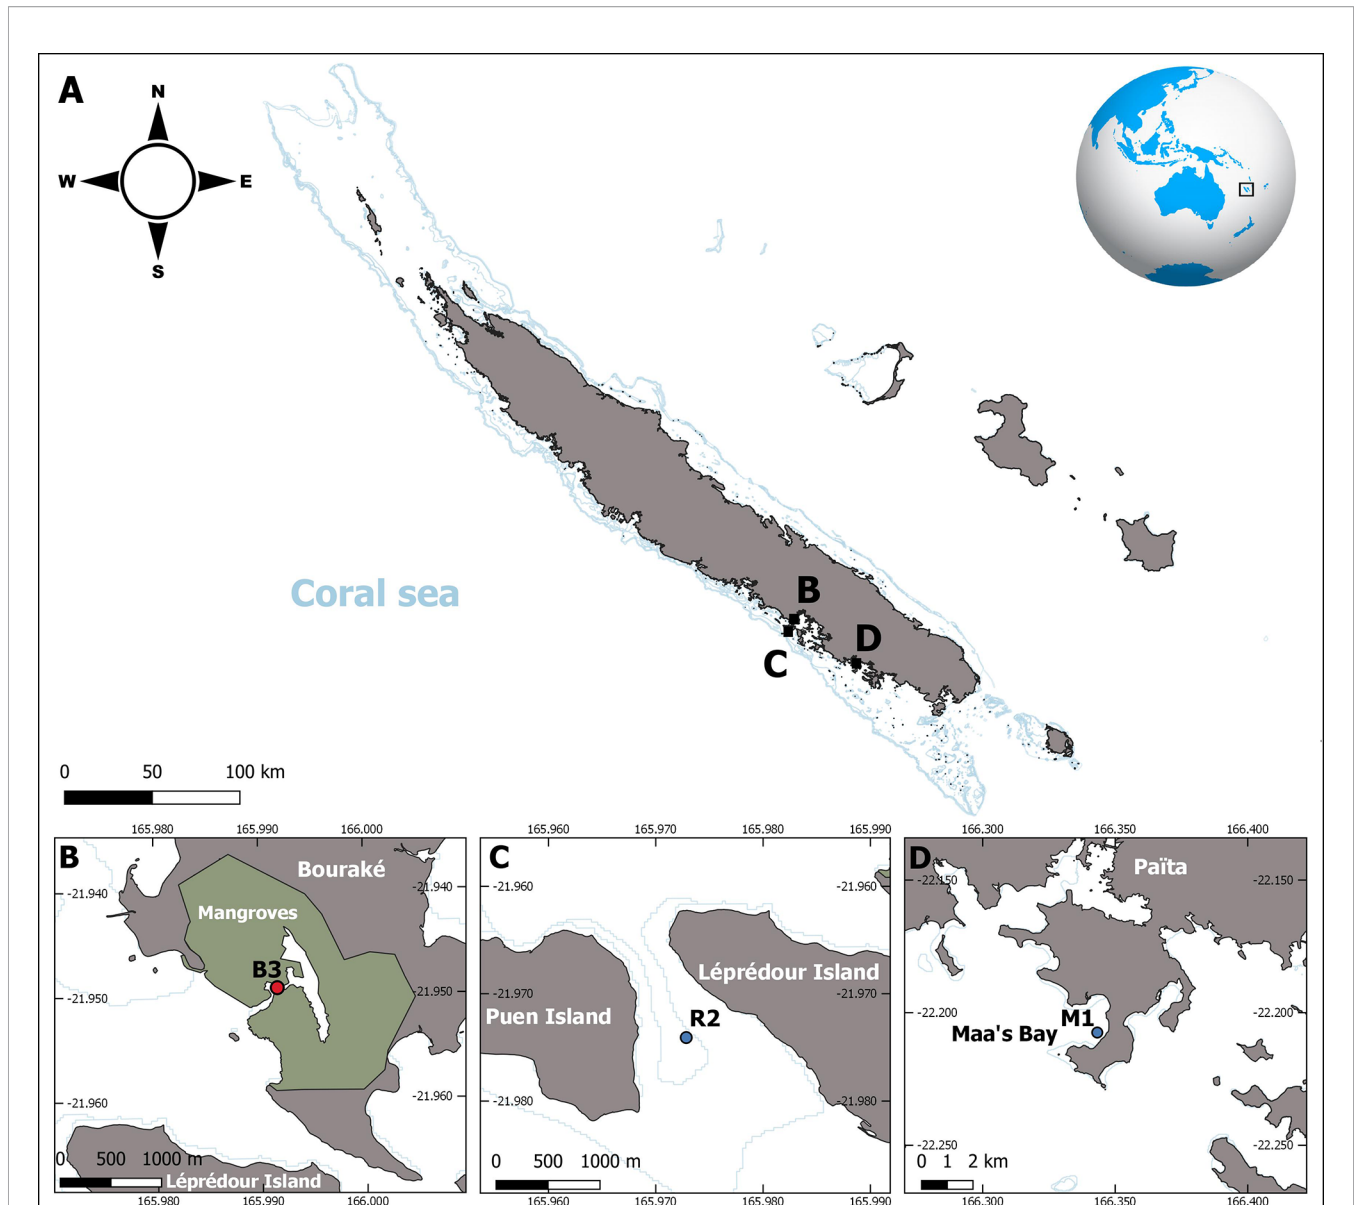 A
N
W
E
S
Coral sea
B
C
D
0 50 100 km
165.980 165.990 166.000
B
Bouraké
-21.940 -21.940
Mangroves
B3
-21.950 -21.950
-21.960 -21.960
0 500 1000 m
Léprédour Island
165.980 165.990 166.000
165.960 165.970 165.980 165.990
C
-21.960 -21.960
Léprédour Island
-21.970 -21.970
Puen Island
R2
-21.980 -21.980
0 500 1000 m
165.960 165.970 165.980 165.990
166.300 166.350 166.400
D
Païta
-22.150 -22.150
-22.200 -22.200
M1
Maa's Bay
-22.250 -22.250
0 1 2 km
166.300 166.350 166.400